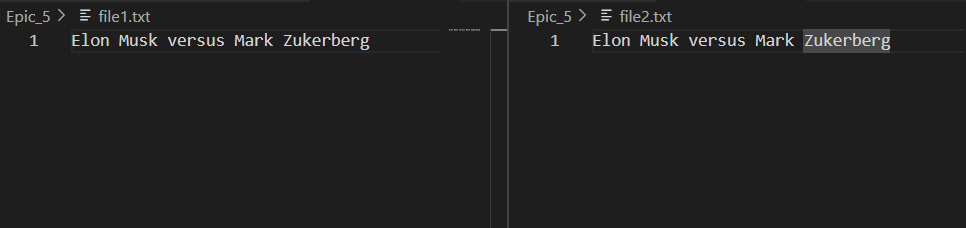 Epic_5 > file1.txt
1 Elon Musk versus Mark Zukerberg
Epic_5 > file2.txt
1 Elon Musk versus Mark Zukerberg